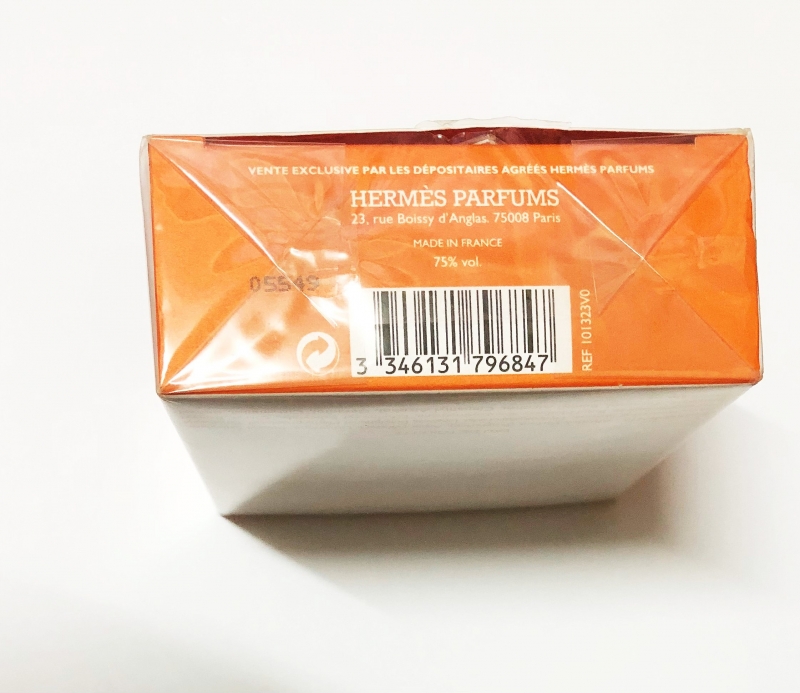 VENTE EXCLUSIVE PAR LES DÉPOSITAIRES AGRÉÉS HERMÈS PARFUMS
HERMÈS PARFUMS
23, rue Boissy d'Anglas. 75008 Paris
MADE IN FRANCE
75% vol.
05549
3 346131 796847
REF 101323V0